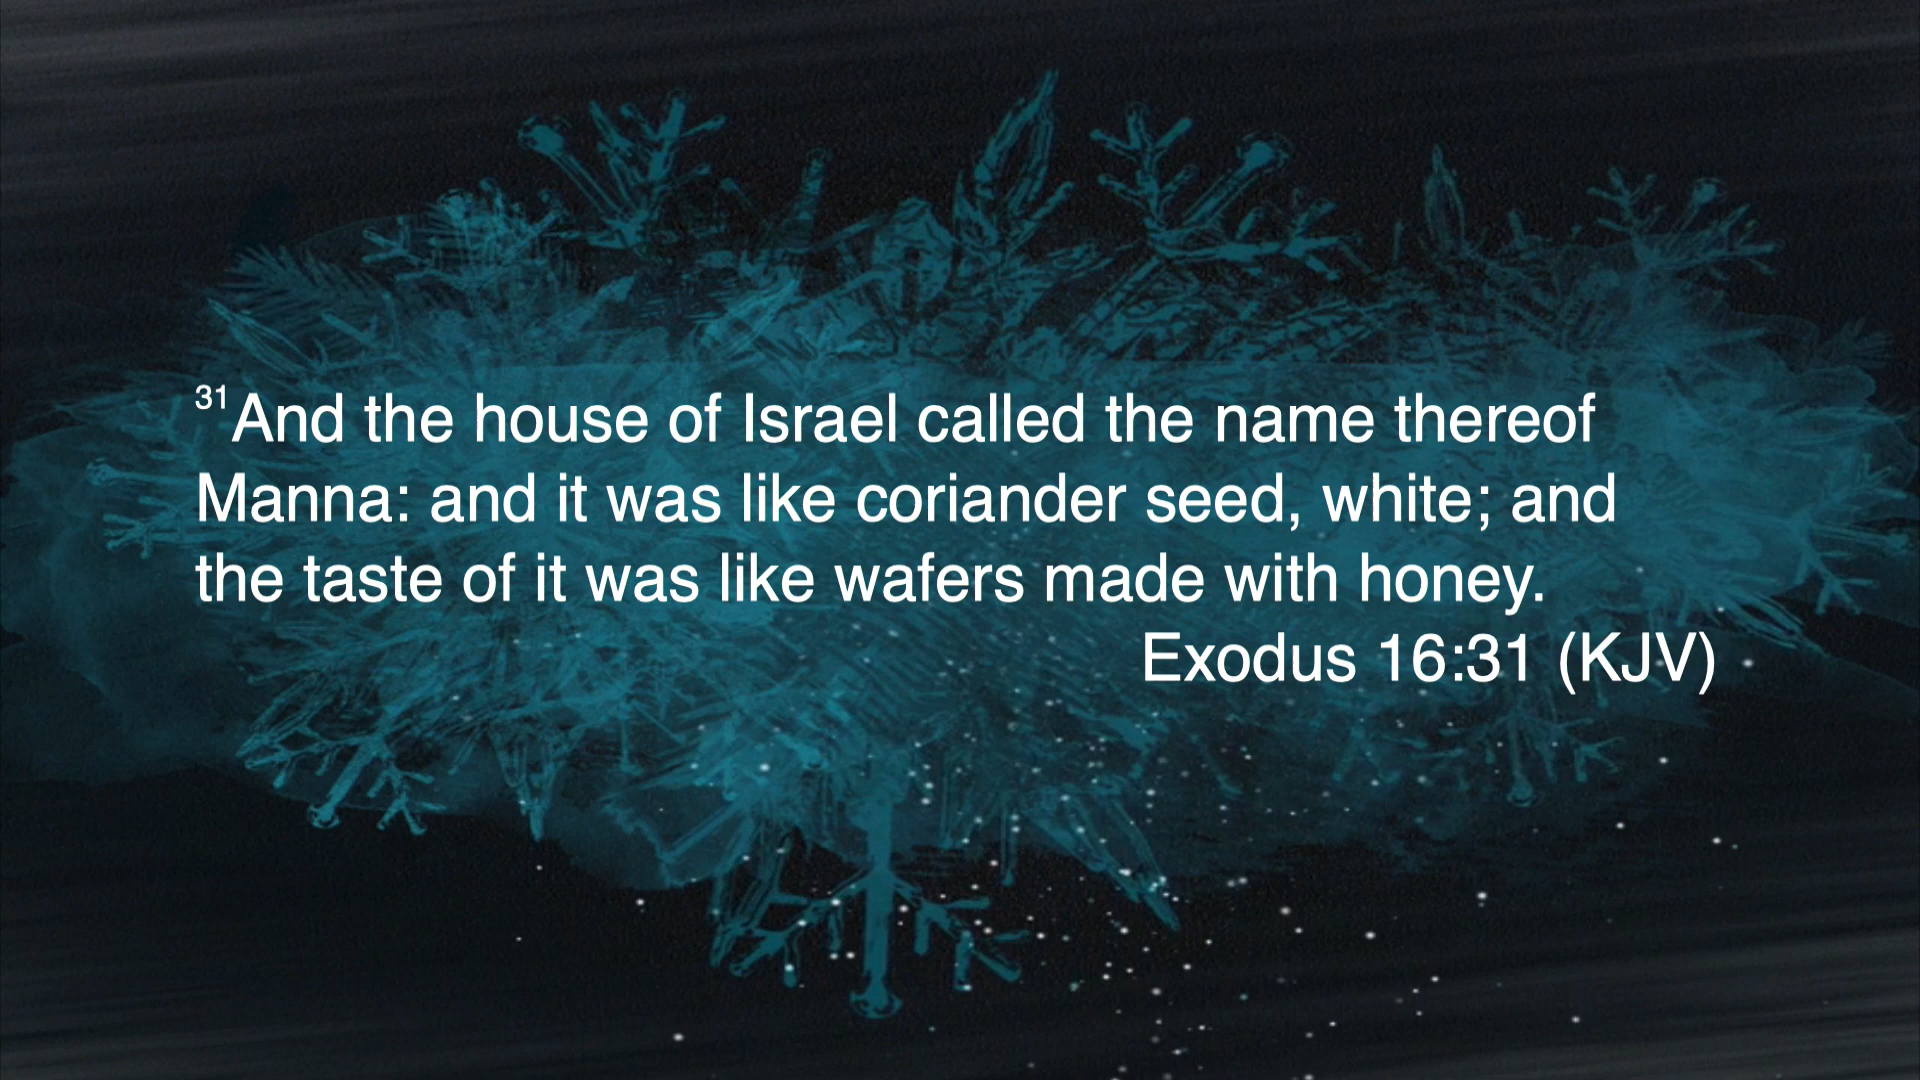 31And the house of Israel called the name thereof
Manna: and it was like coriander seed, white; and
the taste of it was like wafers made with honey.
Exodus 16:31 (KJV)